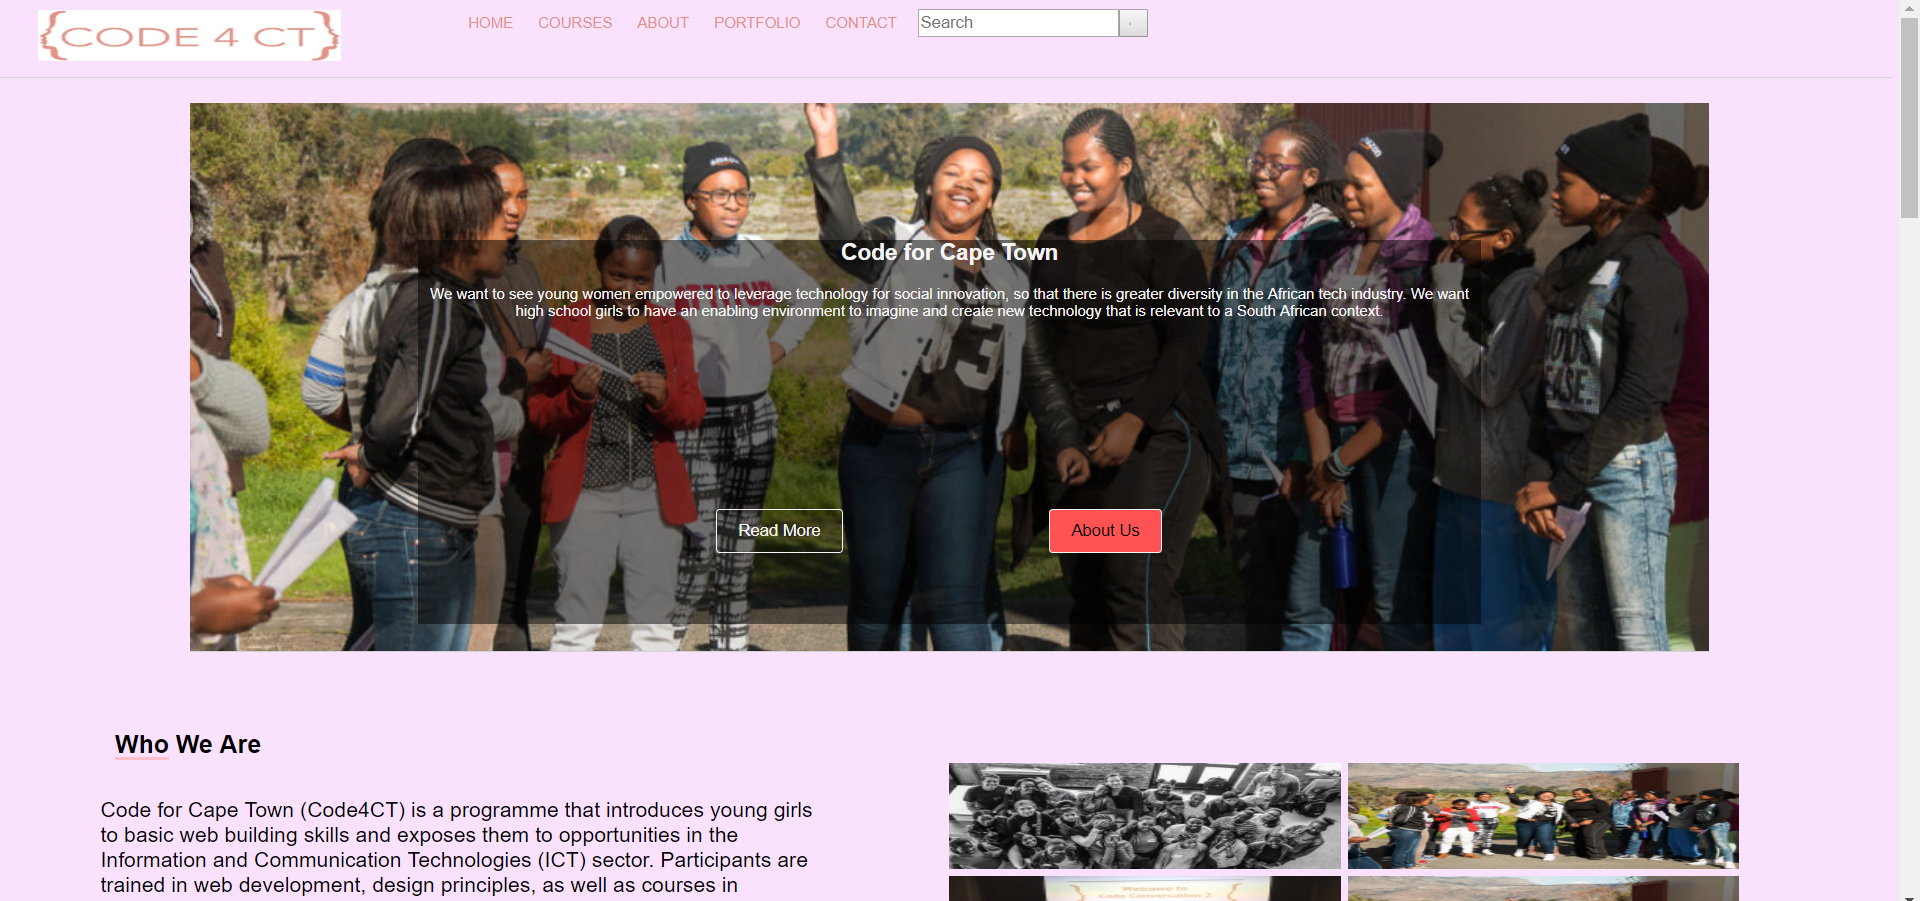 CODE 4 CT
HOME COURSES ABOUT PORTFOLIO CONTACT Search
Code for Cape Town
We want to see young women empowered to leverage technology for social innovation, so that there is greater diversity in the African tech industry. We want
high school girls to have an enabling environment to imagine and create new technology that is relevant to a South African context.
Read More About Us
Who We Are
Code for Cape Town (Code4CT) is a programme that introduces young girls
to basic web building skills and exposes them to opportunities in the
Information and Communication Technologies (ICT) sector. Participants are
trained in web development, design principles, as well as courses in
Welcome to
Code Conversation 2